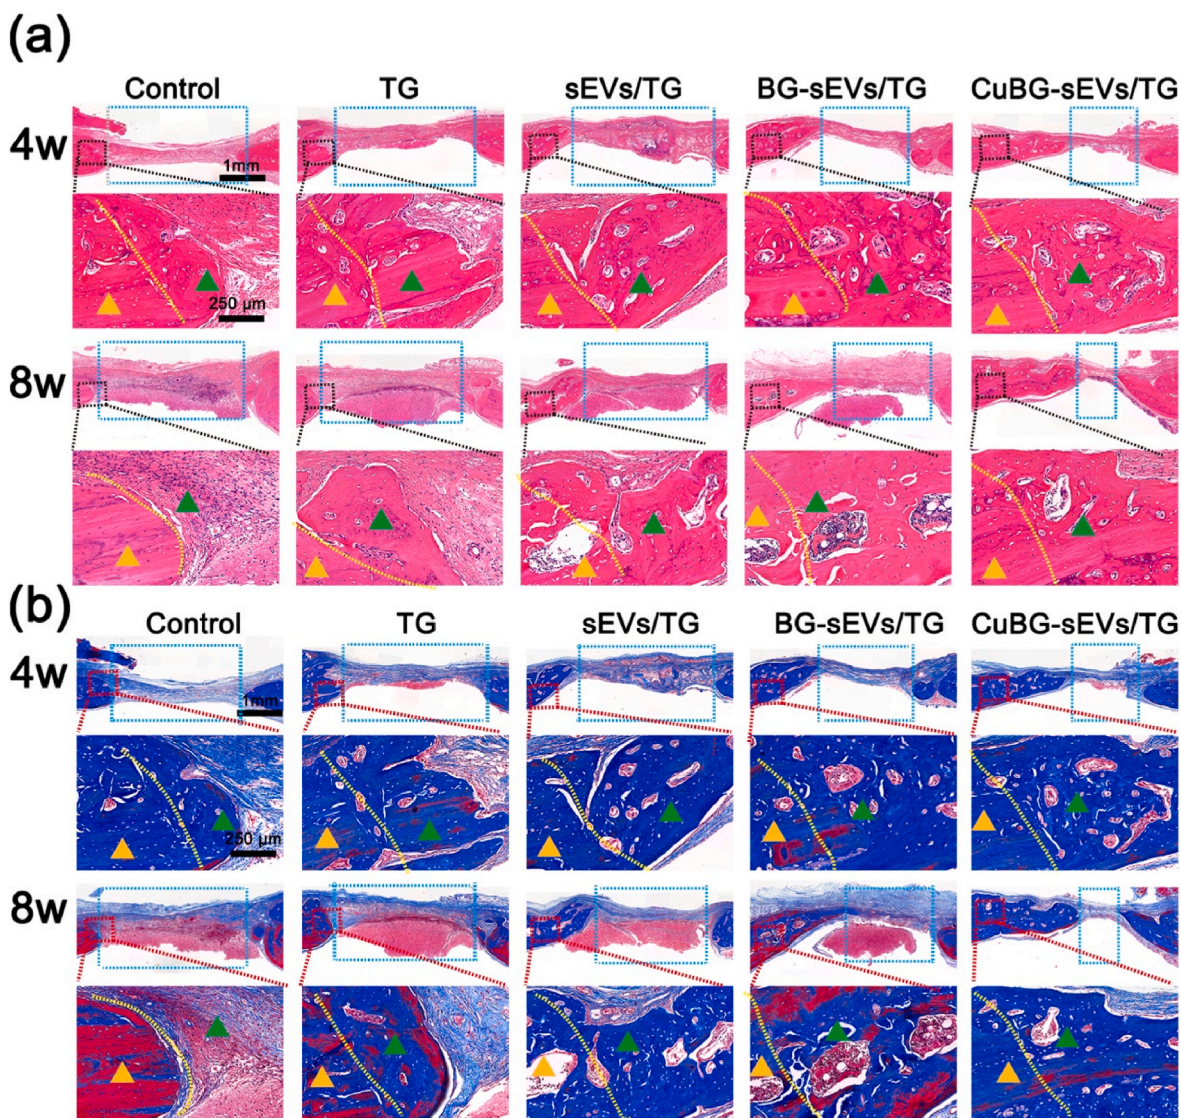 (a)
Control TG sEVs/TG BG-sEVs/TG CuBG-sEVs/TG
4w
1mm
250 μm
8w
(b)
Control TG sEVs/TG BG-sEVs/TG CuBG-sEVs/TG
4w
1mm
250 μm
8w